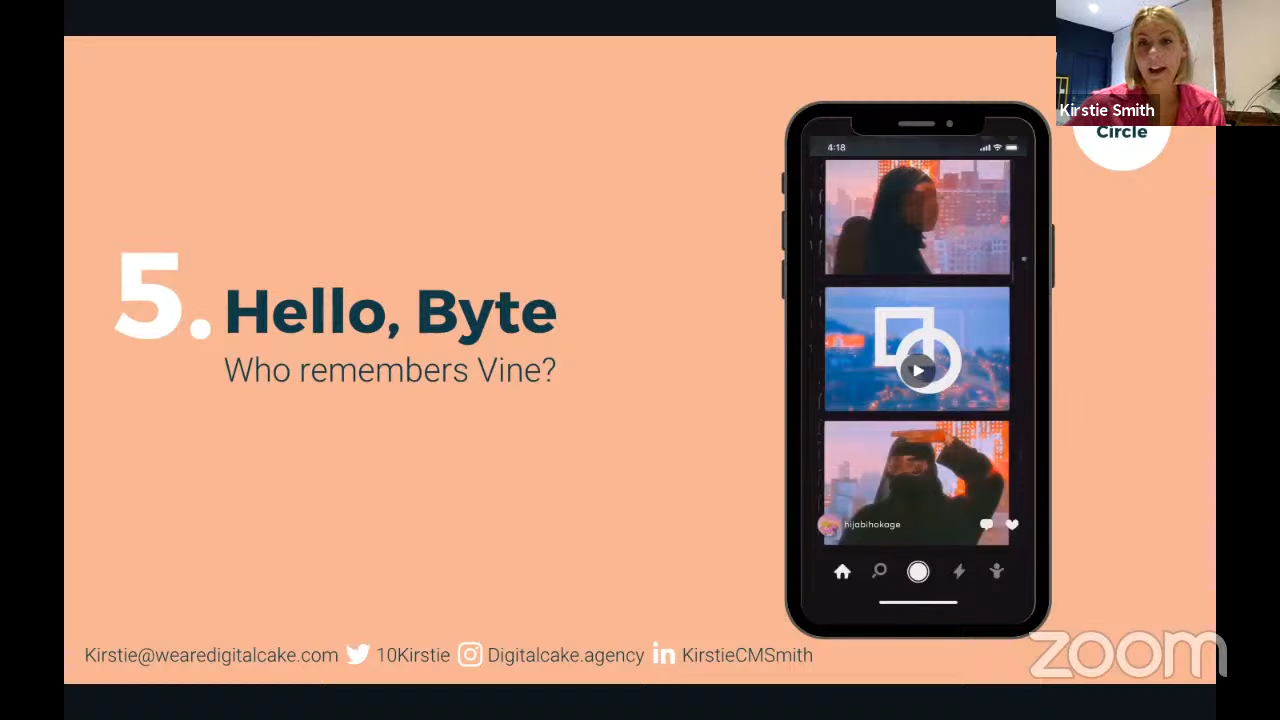 Kirstie Smith
Circle
4:18
5. Hello, Byte
Who remembers Vine?
hijabihokage
Kirstie@wearedigitalcake.com 10Kirstie Digitalcake.agency in KirstieCMSmith
zoom